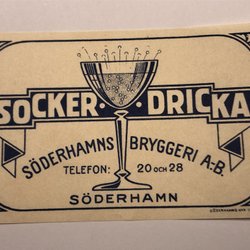 SOCKER·DRICKA
SÖDERHAMNS BRYGGERI A-B.
TELEFON: 20 OCH 28
SÖDERHAMN